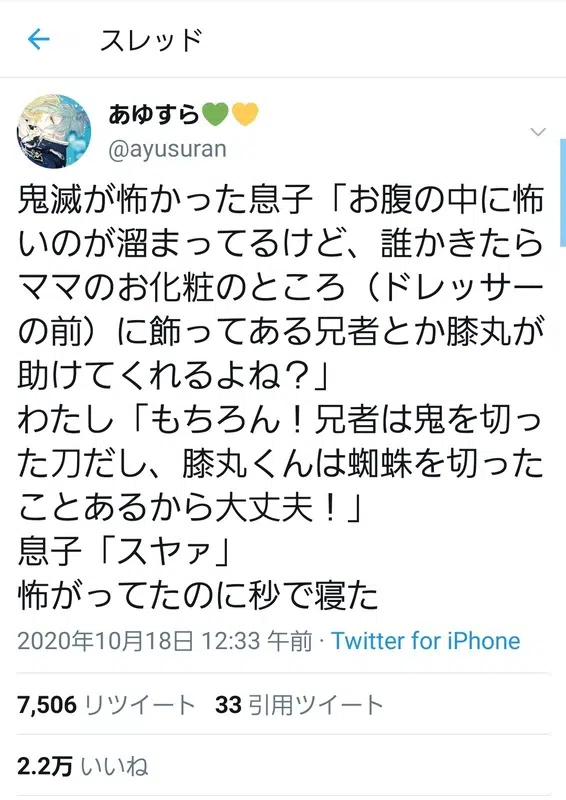 スレッド
あゆすら💚💛
@ayusuran
鬼滅が怖かった息子「お腹の中に怖
いのが溜まってるけど、誰かきたら
ママのお化粧のところ（ドレッサー
の前）に飾ってある兄者とか膝丸が
助けてくれるよね？」
わたし「もちろん！兄者は鬼を切っ
た刀だし、膝丸くんは蜘蛛を切った
ことあるから大丈夫！」
息子「スヤァ」
怖がってたのに秒で寝た
2020年10月18日 12:33 午前 · Twitter for iPhone
7,506 リツイート 33 引用ツイート
2.2万 いいね